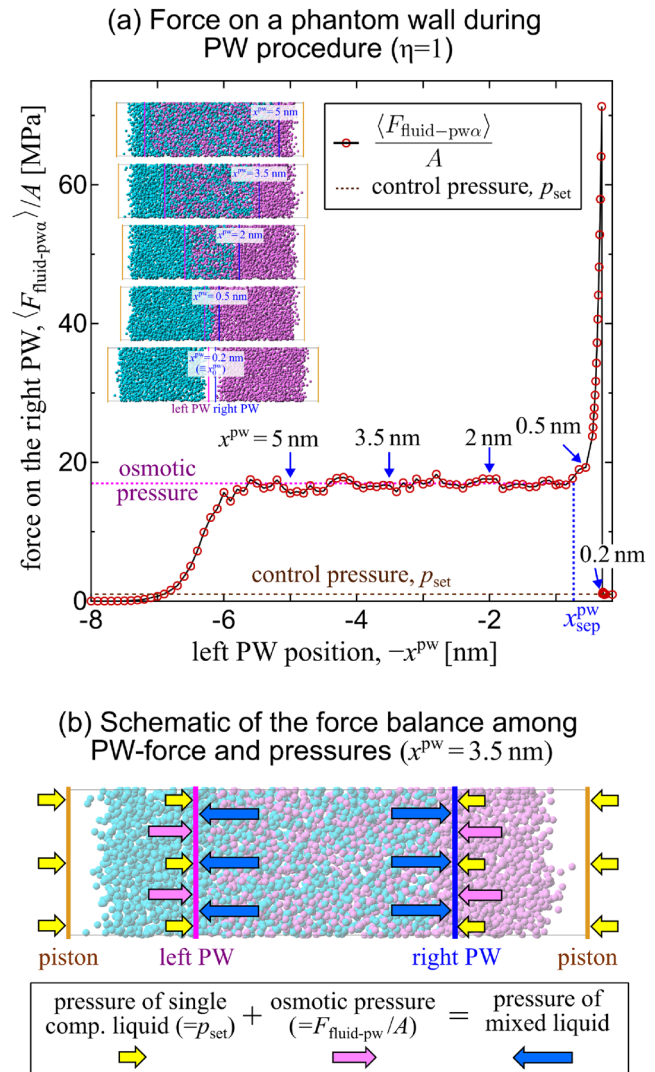 (a) Force on a phantom wall during
PW procedure (η=1)
force on the right PW, ⟨F_fluid-pwα⟩/A [MPa]
60
40
20
0
x^pw = 5 nm
x^pw = 3.5 nm
x^pw = 2 nm
x^pw = 0.5 nm
x^pw = 0.2 nm
(≡ x_0^pw)
left PW right PW
⟨F_fluid−pwα⟩
A
control pressure, p_set
x^pw = 5 nm
3.5 nm
2 nm
0.5 nm
osmotic
pressure
control pressure, p_set
0.2 nm
-8 -6 -4 -2
x_sep^pw
left PW position, −x^pw [nm]
(b) Schematic of the force balance among
PW-force and pressures (x^pw = 3.5 nm)
piston left PW right PW piston
pressure of single
comp. liquid (=p_set)
+
osmotic pressure
(=F_fluid-pw/A)
=
pressure of
mixed liquid